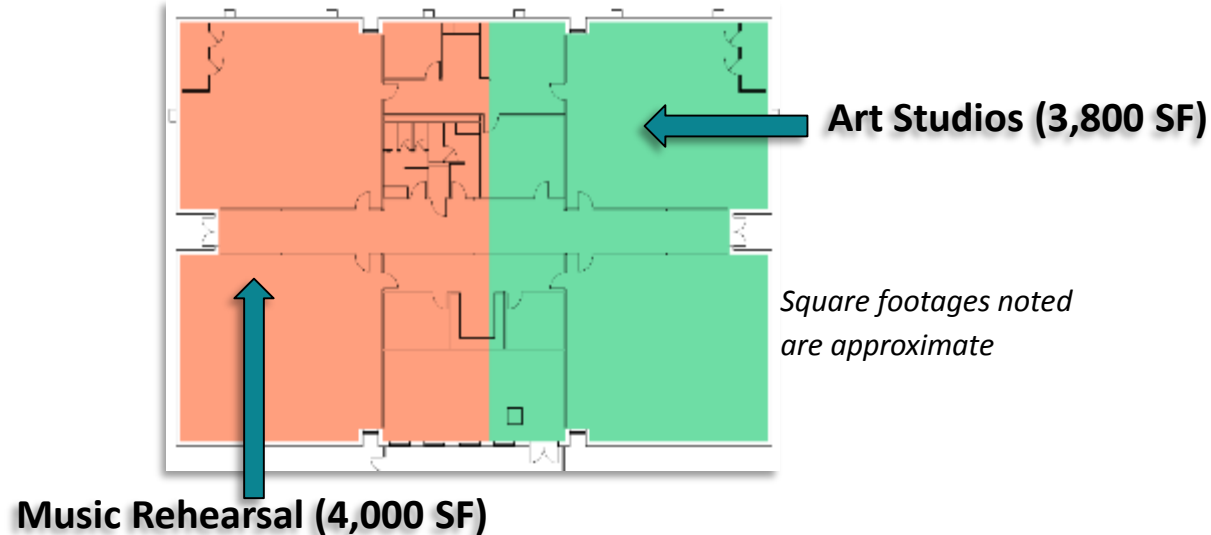 Art Studios (3,800 SF)
Square footages noted
are approximate
Music Rehearsal (4,000 SF)